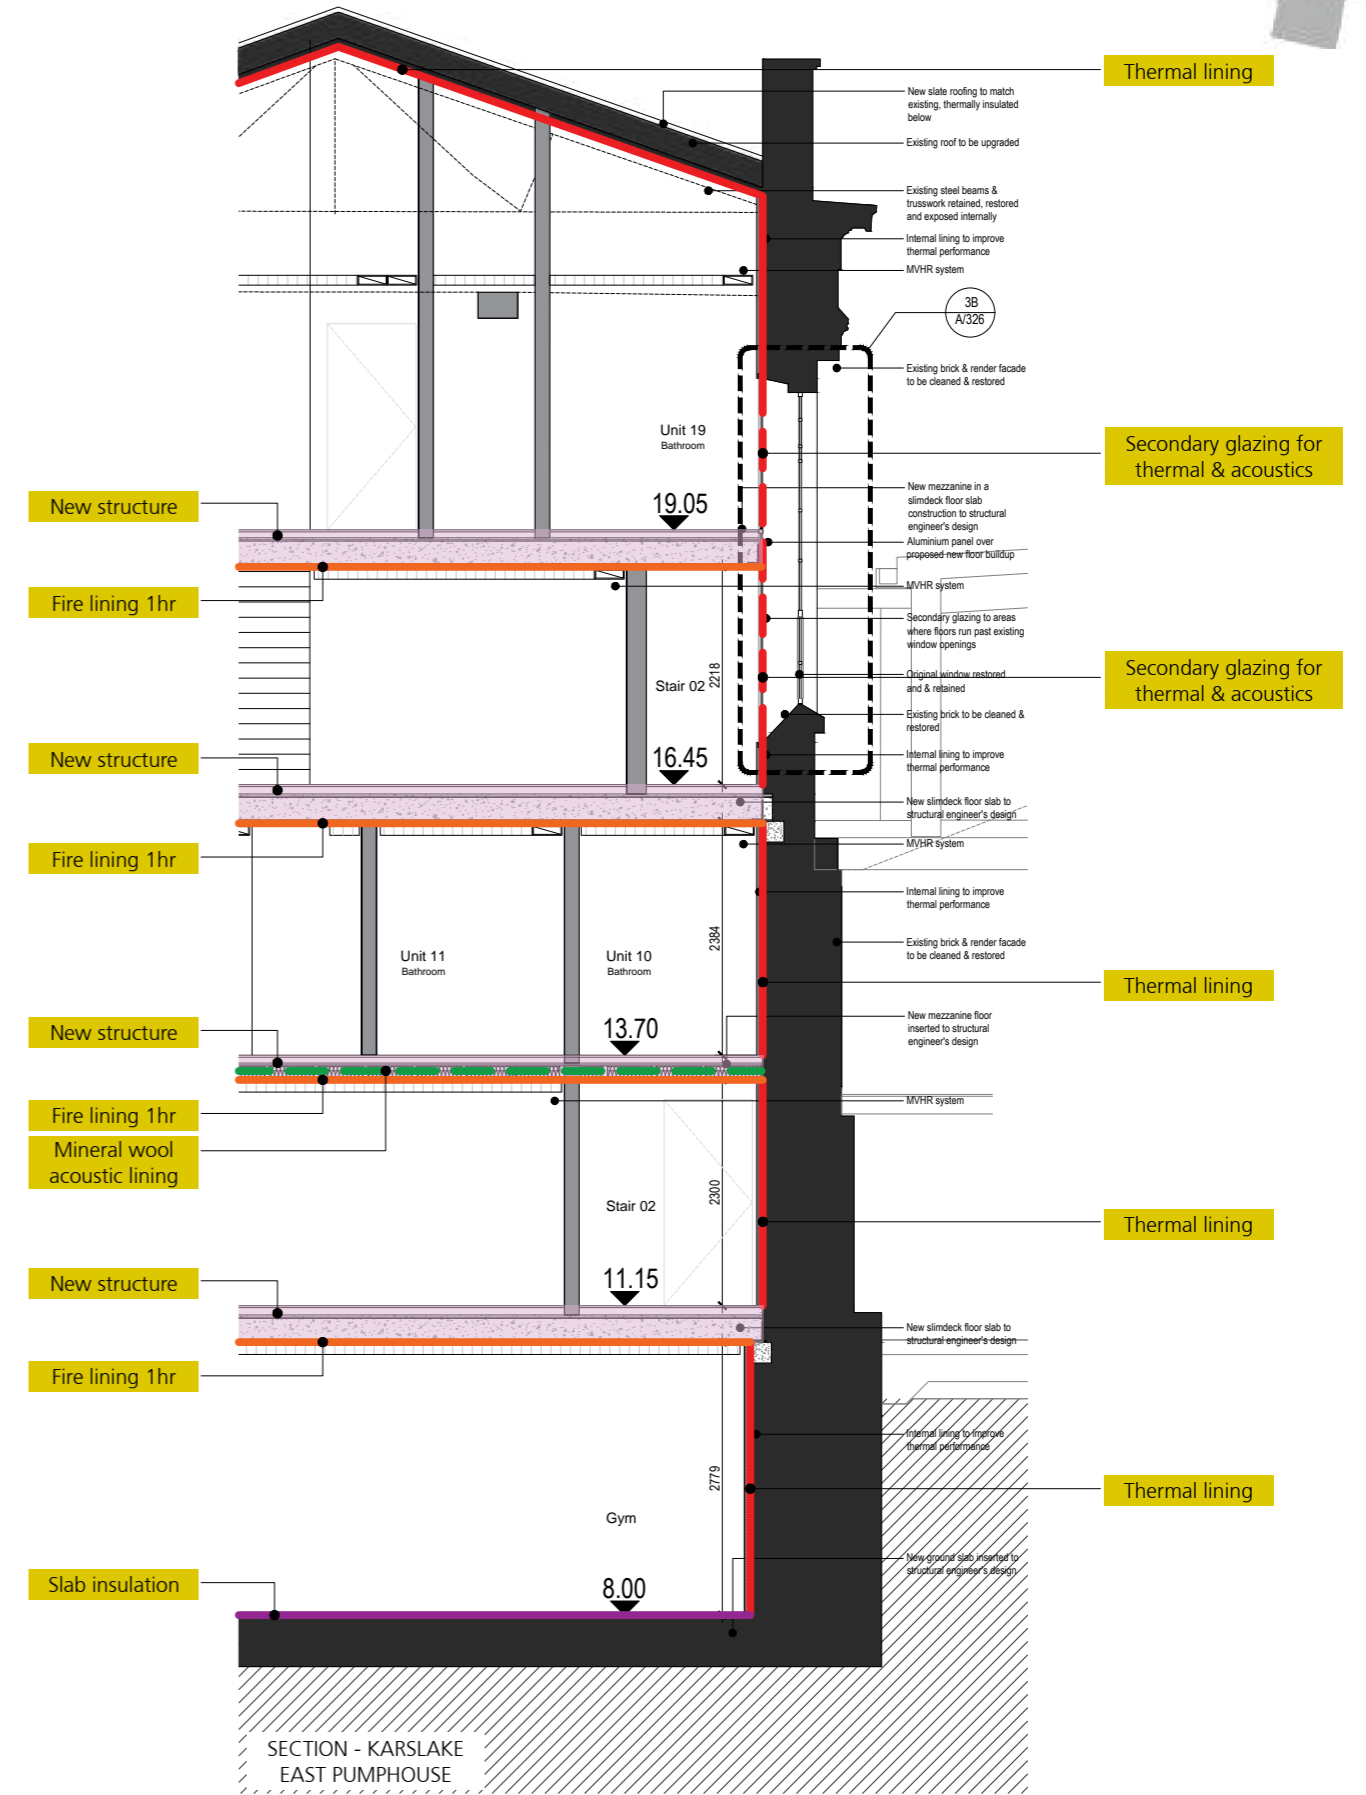 Thermal lining
New slate roofing to match
existing, thermally insulated
below
Existing roof to be upgraded
Existing steel beams &
trusswork retained, restored
and exposed internally
Internal lining to improve
thermal performance
MVHR system
3B
A/326
Existing brick & render facade
to be cleaned & restored
Unit 19
Bathroom
Secondary glazing for
thermal & acoustics
New mezzanine in a
slimdeck floor slab
construction to structural
engineer's design
19.05
New structure
Aluminium panel over
proposed new floor buildup
MVHR system
Fire lining 1hr
Secondary glazing to areas
where floors run past existing
window openings
Stair 02
2218
Original window restored
and & retained
Secondary glazing for
thermal & acoustics
Existing brick to be cleaned &
restored
16.45
New structure
Internal lining to improve
thermal performance
New slimdeck floor slab to
structural engineer's design
MVHR system
Fire lining 1hr
Internal lining to improve
thermal performance
Unit 11
Bathroom
Unit 10
Bathroom
2384
Existing brick & render facade
to be cleaned & restored
Thermal lining
New mezzanine floor
inserted to structural
engineer's design
13.70
New structure
MVHR system
Fire lining 1hr
Mineral wool
acoustic lining
Stair 02
2300
Thermal lining
11.15
New structure
New slimdeck floor slab to
structural engineer's design
Fire lining 1hr
Internal lining to improve
thermal performance
2779
Thermal lining
Gym
New ground slab inserted to
structural engineer's design
Slab insulation
8.00
SECTION - KARSLAKE
EAST PUMPHOUSE